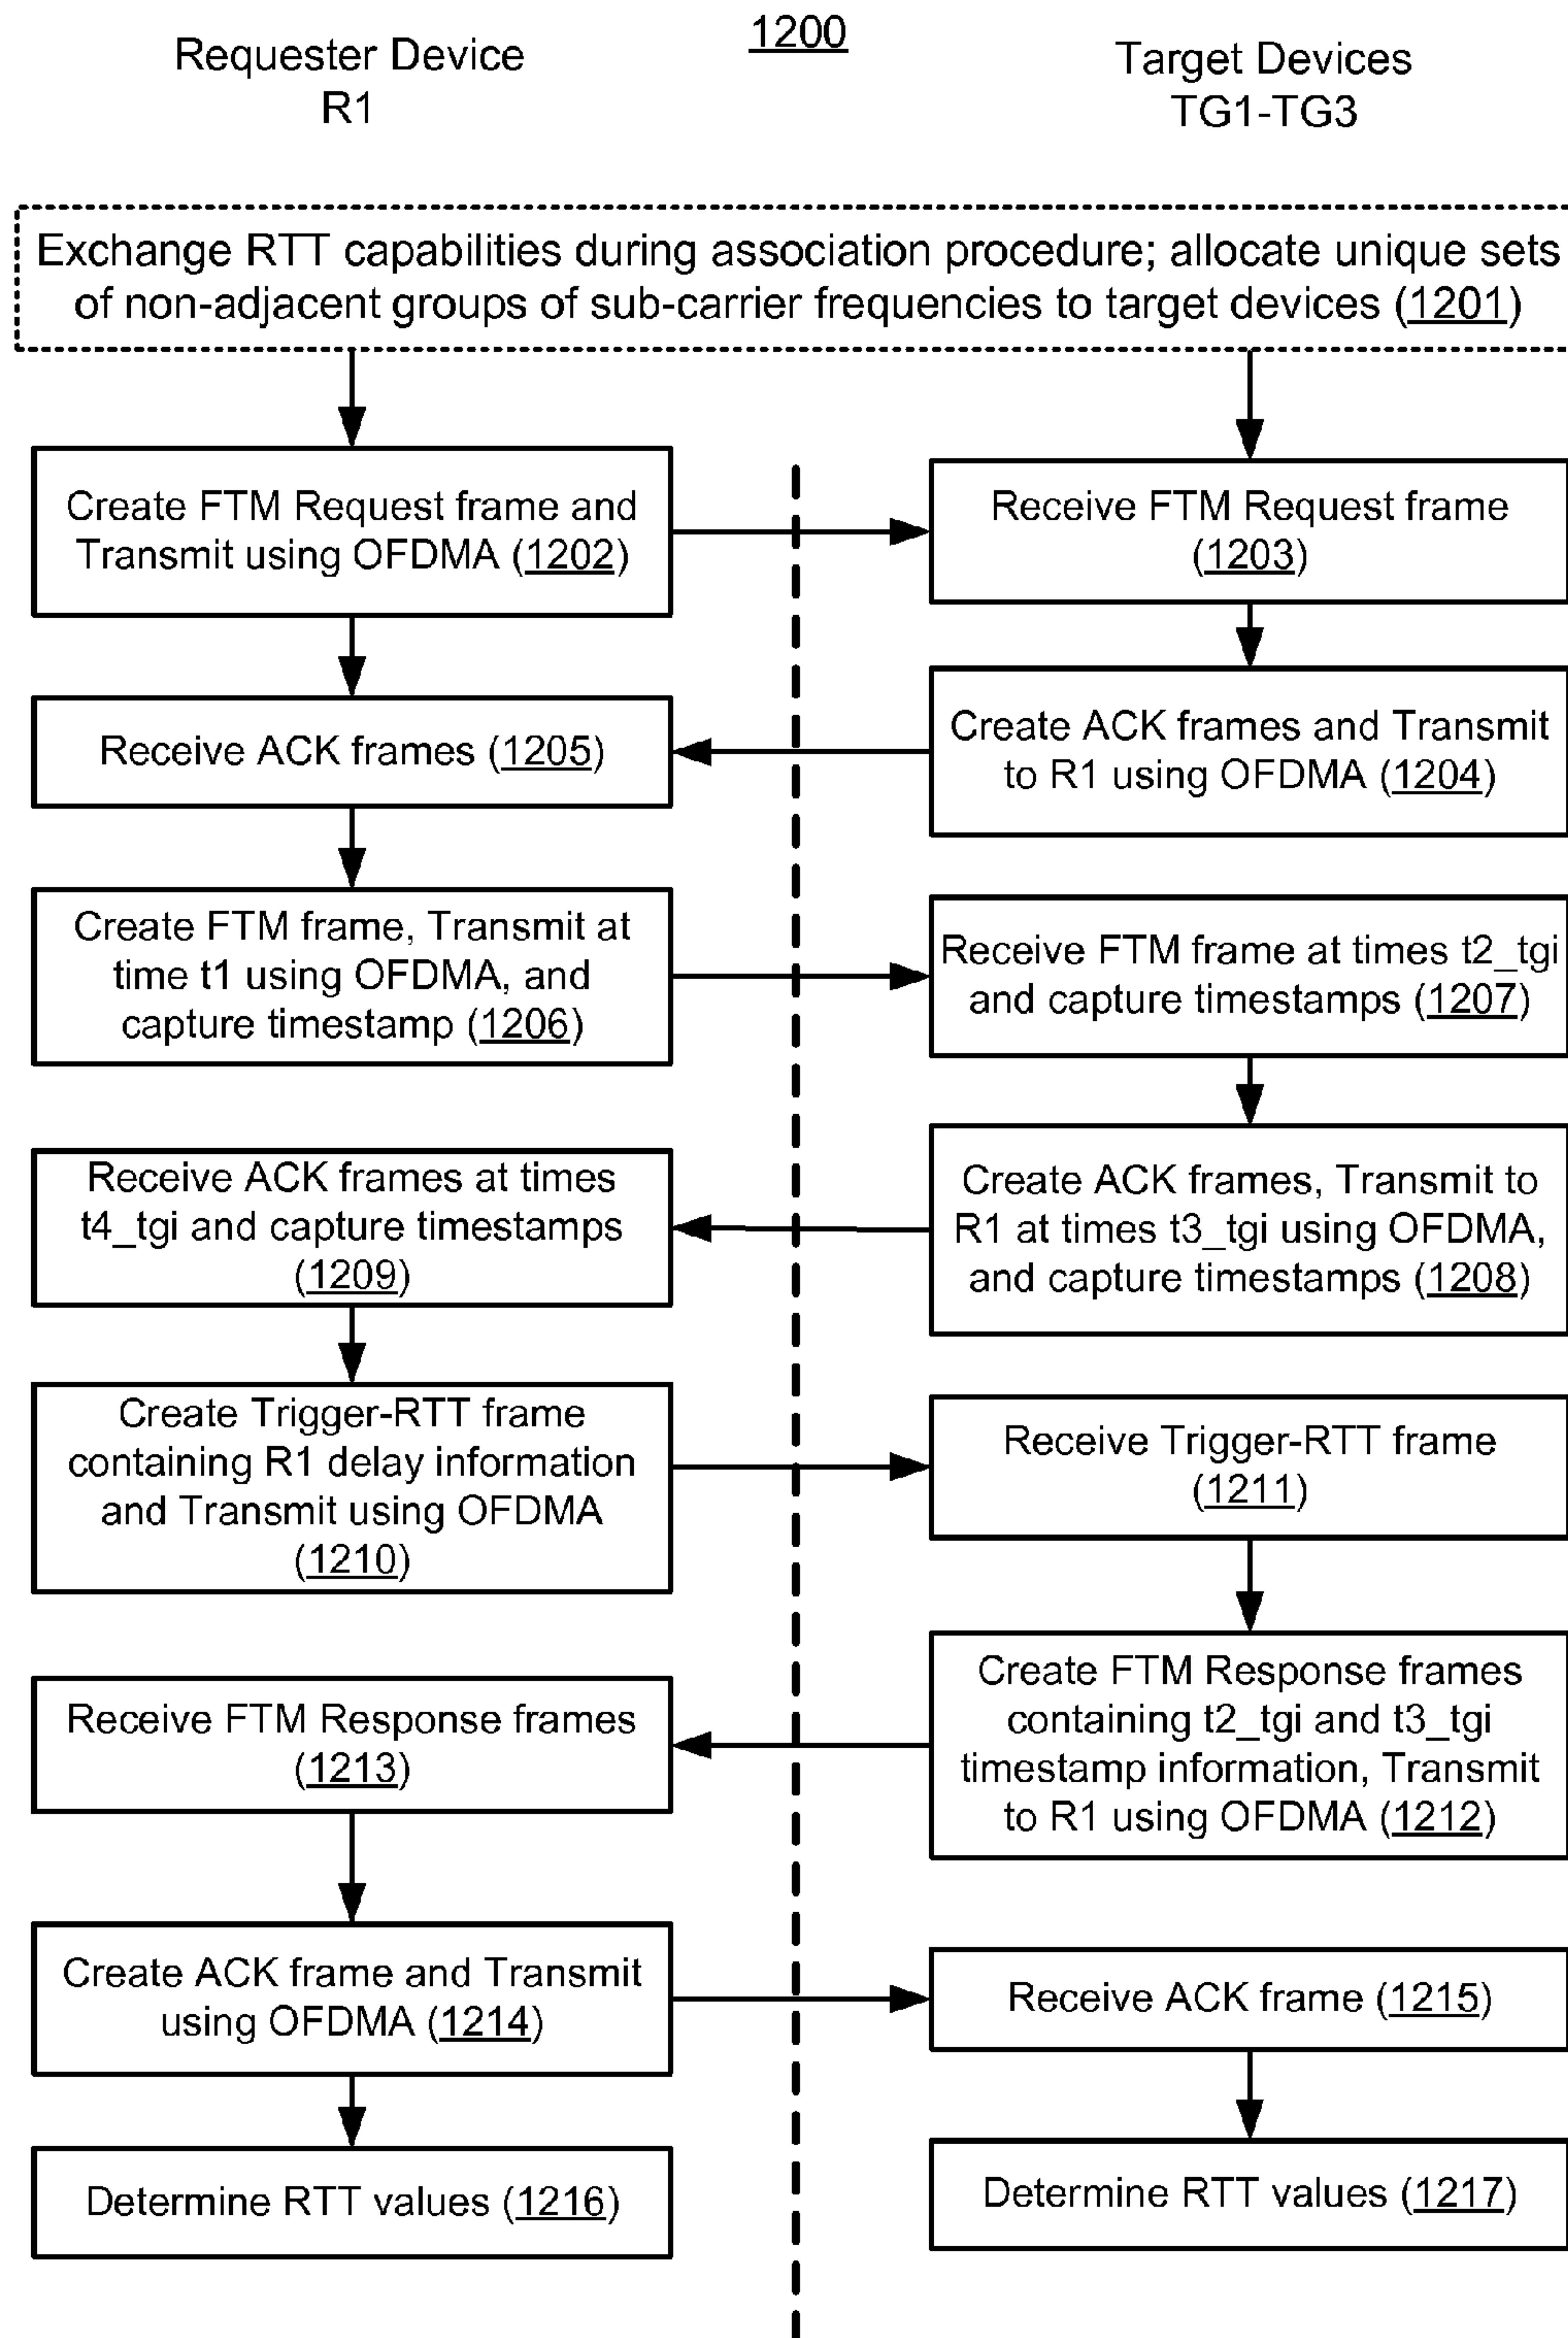 1200
Requester Device
R1
Target Devices
TG1-TG3
Exchange RTT capabilities during association procedure; allocate unique sets
of non-adjacent groups of sub-carrier frequencies to target devices (1201)
Create FTM Request frame and
Transmit using OFDMA (1202)
Receive FTM Request frame
(1203)
Create ACK frames and Transmit
to R1 using OFDMA (1204)
Receive ACK frames (1205)
Create FTM frame, Transmit at
time t1 using OFDMA, and
capture timestamp (1206)
Receive FTM frame at times t2_tgi
and capture timestamps (1207)
Create ACK frames, Transmit to
R1 at times t3_tgi using OFDMA,
and capture timestamps (1208)
Receive ACK frames at times
t4_tgi and capture timestamps
(1209)
Create Trigger-RTT frame
containing R1 delay information
and Transmit using OFDMA
(1210)
Receive Trigger-RTT frame
(1211)
Create FTM Response frames
containing t2_tgi and t3_tgi
timestamp information, Transmit
to R1 using OFDMA (1212)
Receive FTM Response frames
(1213)
Create ACK frame and Transmit
using OFDMA (1214)
Receive ACK frame (1215)
Determine RTT values (1216)
Determine RTT values (1217)